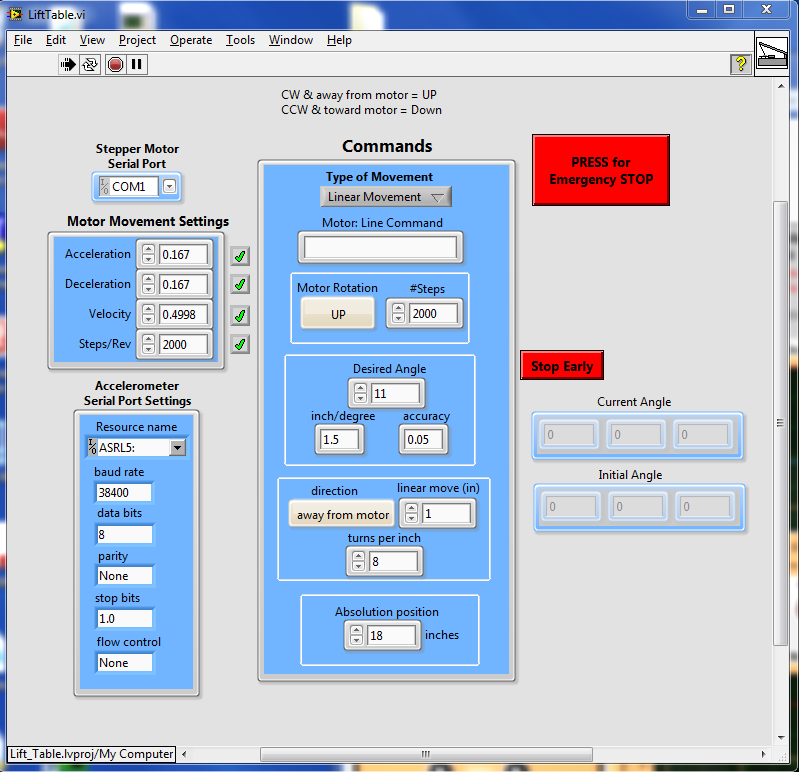 LiftTable.vi
File Edit View Project Operate Tools Window Help
?
CW & away from motor = UP
CCW & toward motor = Down
Stepper Motor
Serial Port
I/0
COM1
Motor Movement Settings
Acceleration 0.167
Deceleration 0.167
Velocity 0.4998
Steps/Rev 2000
Accelerometer
Serial Port Settings
Resource name
I/0
ASRL5:
baud rate
38400
data bits
8
parity
None
stop bits
1.0
flow control
None
Commands
Type of Movement
Linear Movement
Motor: Line Command
Motor Rotation #Steps
UP 2000
Desired Angle
11
inch/degree accuracy
1.5 0.05
direction linear move (in)
away from motor 1
turns per inch
8
Absolution position
18 inches
PRESS for
Emergency STOP
Stop Early
Current Angle
0 0 0
Initial Angle
0 0 0
Lift_Table.lvproj/My Computer